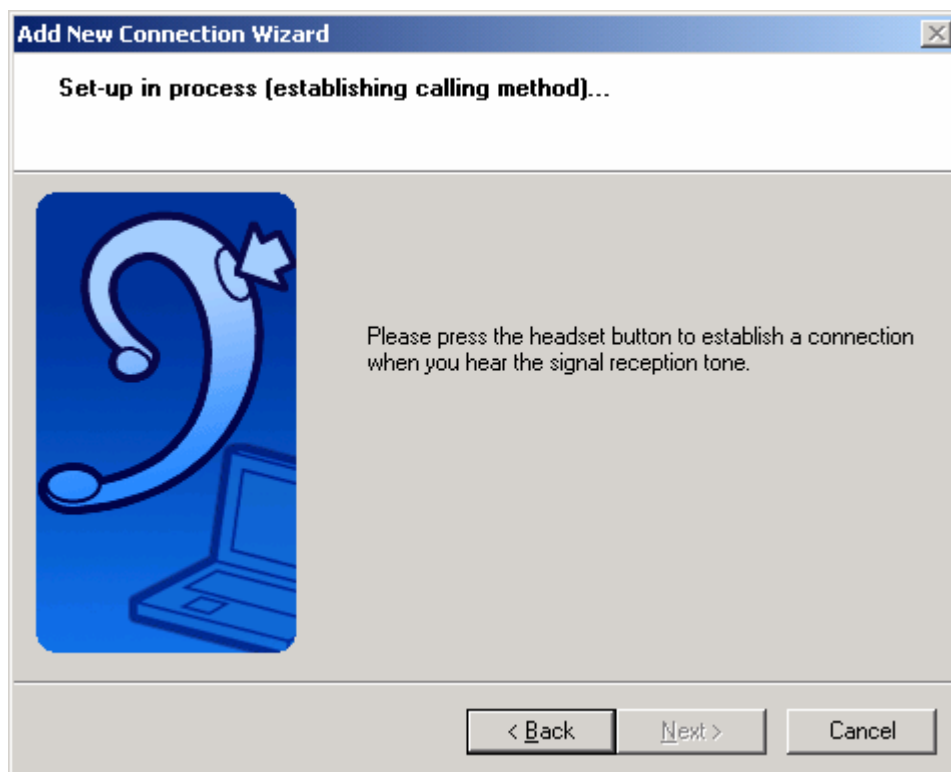 Add New Connection Wizard
Set-up in process (establishing calling method)...
Please press the headset button to establish a connection
when you hear the signal reception tone.
< Back
Next >
Cancel